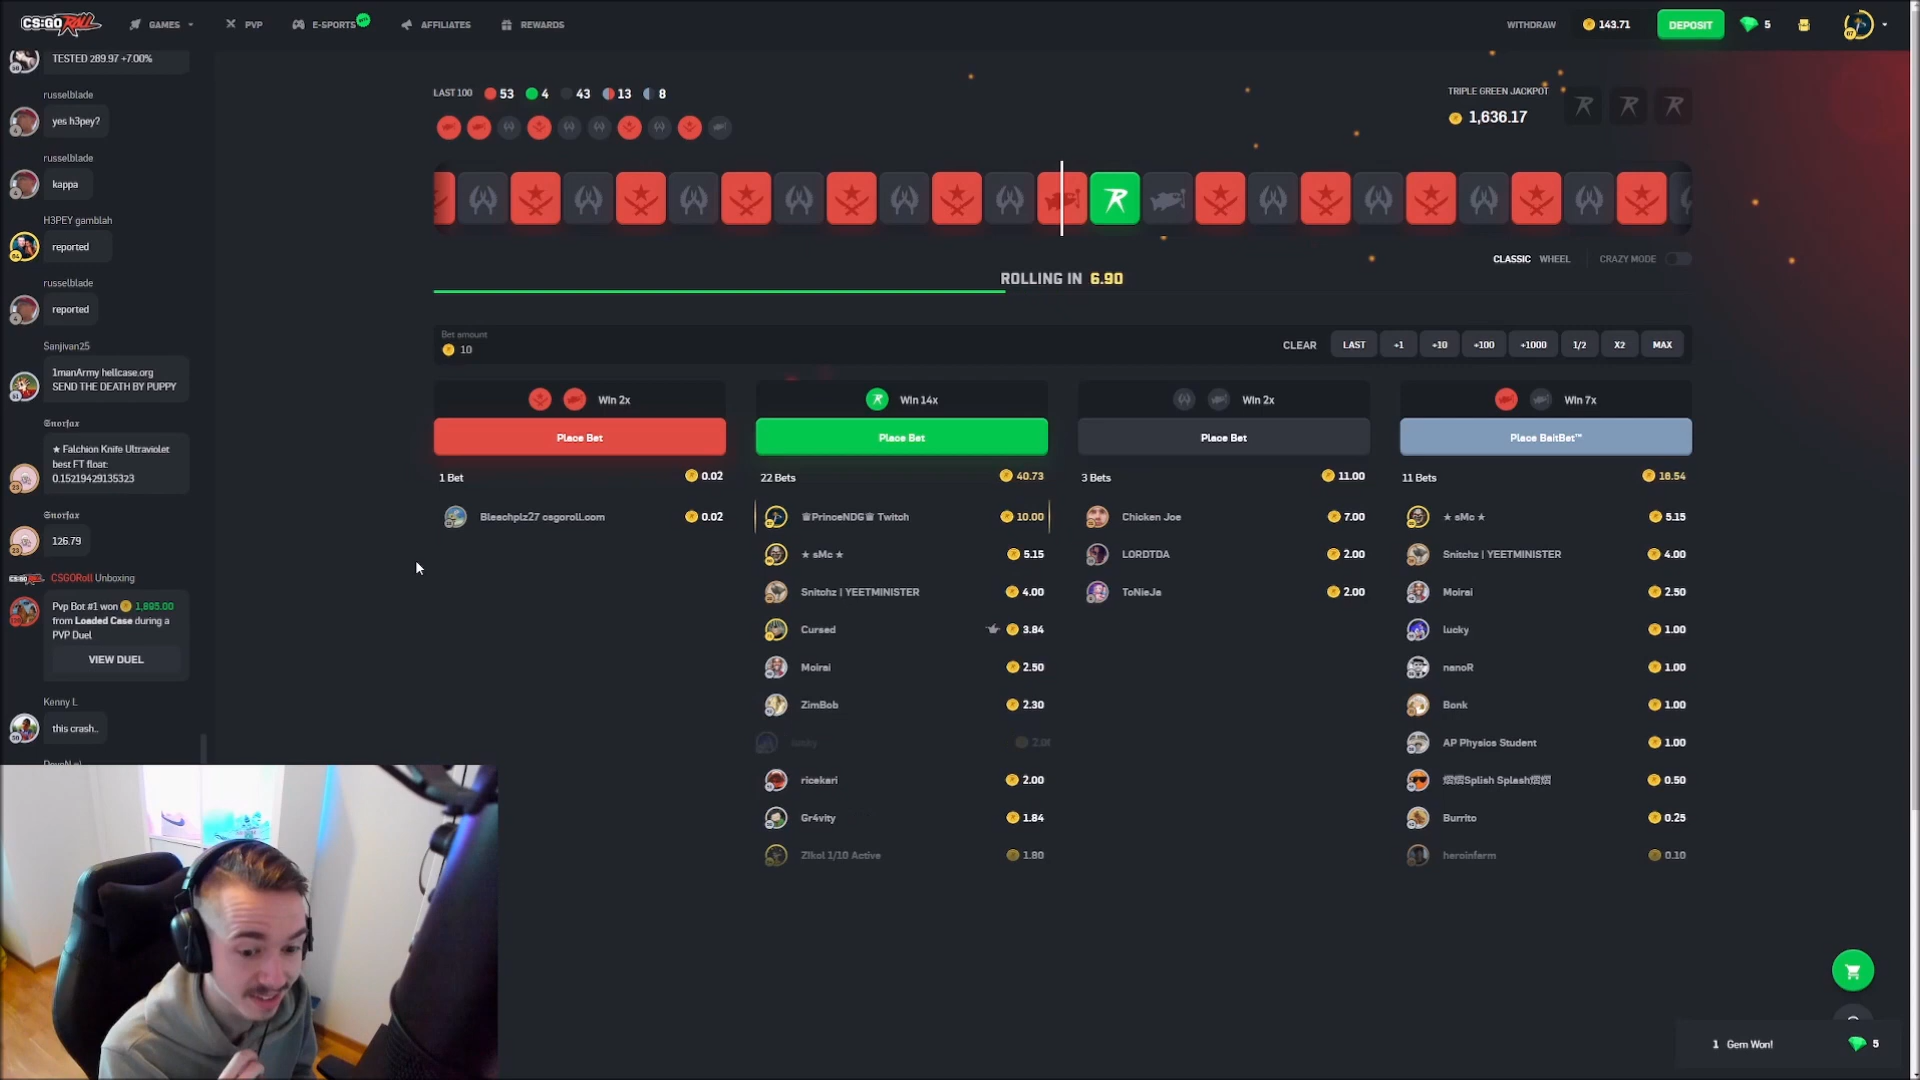 CS:GO ROLL
GAMES
PVP
E-SPORTS
AFFILIATES
REWARDS
WITHDRAW
143.71
DEPOSIT
5
TESTED 289.97 +7.00%
russelblade
yes h3pey?
russelblade
kappa
H3PEY gamblah
reported
russelblade
reported
Sanjivan25
1manArmy hellcase.org
SEND THE DEATH BY PUPPY
𝕾𝖓𝖔𝖗𝖋𝖆𝖝
★ Falchion Knife Ultraviolet
best FT float:
0.15219429135323
𝕾𝖓𝖔𝖗𝖋𝖆𝖝
126.79
CSGORoll Unboxing
Pvp Bot #1 won 1,895.00
from Loaded Case during a
PVP Duel
VIEW DUEL
Kenny L
this crash..
LAST 100 53 4 43 13 8
TRIPLE GREEN JACKPOT
1,636.17
CLASSIC WHEEL CRAZY MODE
ROLLING IN 6.90
Bet amount
10
CLEAR LAST +1 +10 +100 +1000 1/2 X2 MAX
Win 2x
Place Bet
1 Bet 0.02
Bleachplz27 csgoroll.com 0.02
Win 14x
Place Bet
22 Bets 40.73
♛PrinceNDG♛ Twitch 10.00
★ sMc ★ 5.15
Snitchz | YEETMINISTER 4.00
Cursed 3.84
Moirai 2.50
ZimBob 2.30
ricekari 2.00
Gr4vity 1.84
Zikol 1/10 Active 1.80
Win 2x
Place Bet
3 Bets 11.00
Chicken Joe 7.00
LORDTDA 2.00
ToNieJa 2.00
Win 7x
Place BaitBet™
11 Bets 16.54
★ sMc ★ 5.15
Snitchz | YEETMINISTER 4.00
Moirai 2.50
lucky 1.00
nanoR 1.00
Bonk 1.00
AP Physics Student 1.00
Splish Splash 0.50
Burrito 0.25
heroinfarm 0.10
1 Gem Won! 5